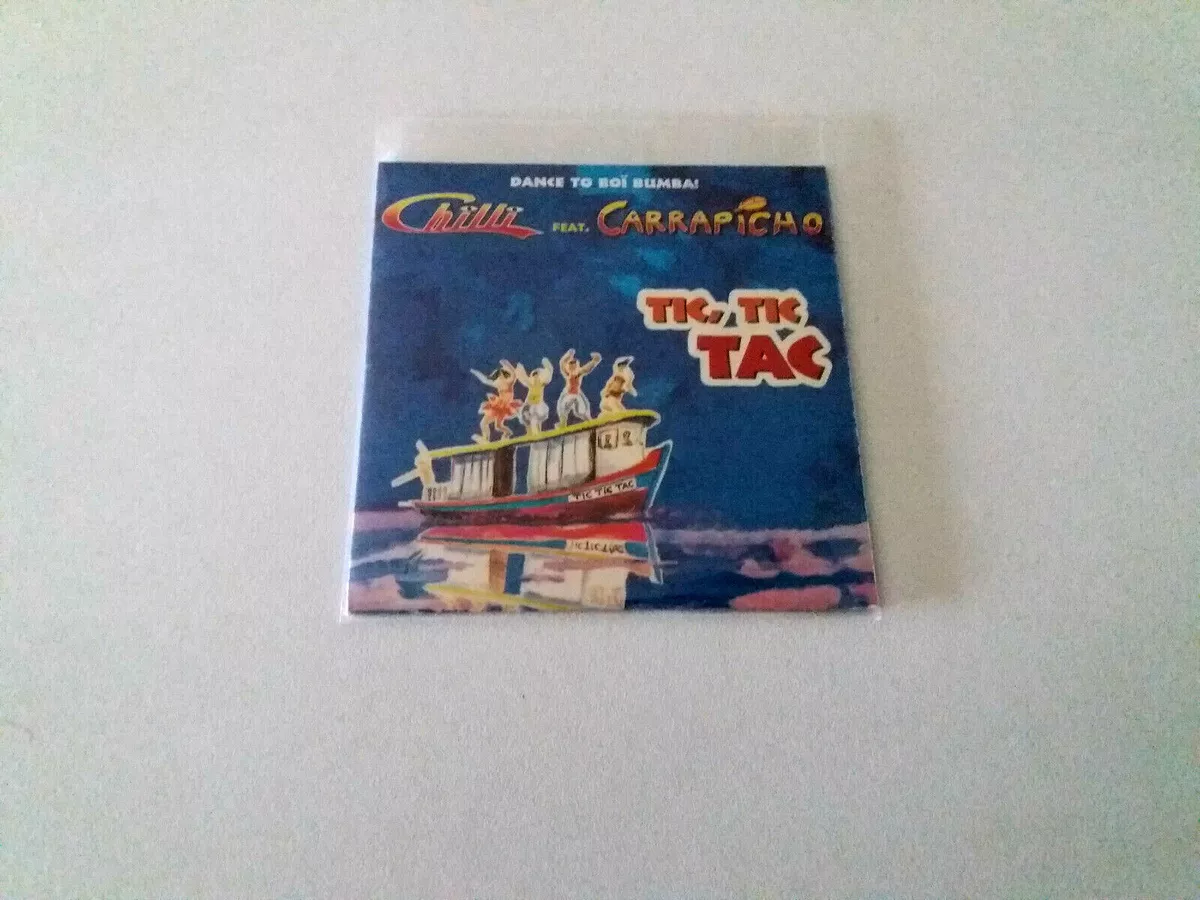 DANCE TO BOÏ BUMBA!
Chilli FEAT. CARRAPICHO
TIC, TIC
TAC
TIC TIC TAC